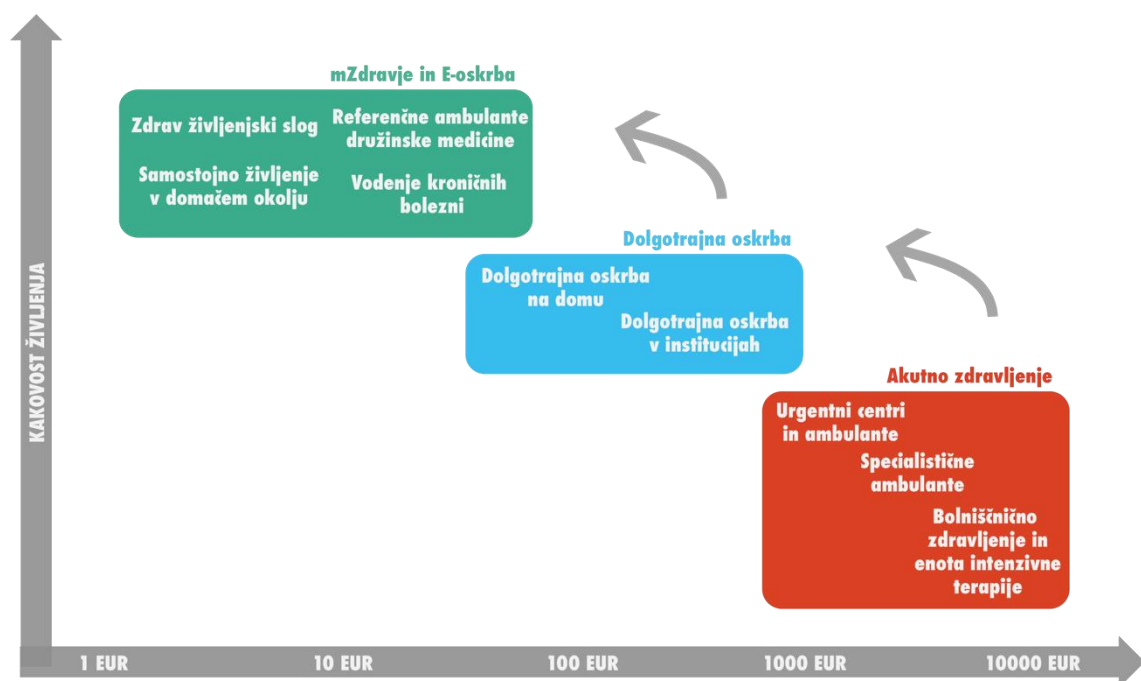 mZdravje in E-oskrba
Zdrav življenjski slog
Referenčne ambulante
družinske medicine
Samostojno življenje
v domačem okolju
Vodenje kroničnih
bolezni
Dolgotrajna oskrba
Dolgotrajna oskrba
na domu
Dolgotrajna oskrba
v institucijah
Akutno zdravljenje
Urgentni centri
in ambulante
Specialistične
ambulante
Bolniščnično
zdravljenje in
enota intenzivne
terapije
KAKOVOST ŽIVLJENJA
1 EUR
10 EUR
100 EUR
1000 EUR
10000 EUR